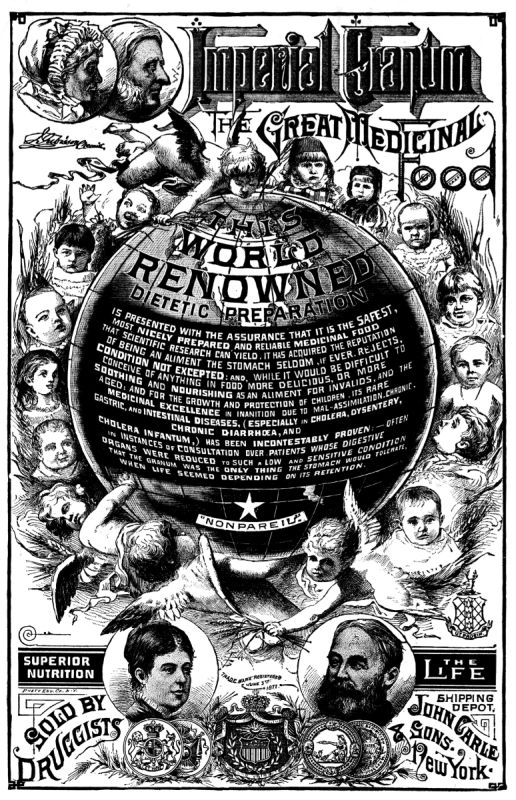 Imperial Granum
THE GREAT MEDICINAL
FOOD
THIS
WORLD
RENOWNED
DIETETIC PREPARATION
IS PRESENTED WITH THE ASSURANCE THAT IT IS THE SAFEST,
MOST NICELY PREPARED AND RELIABLE MEDICINAL FOOD
THAT SCIENTIFIC RESEARCH CAN YIELD. IT HAS ACQUIRED THE REPUTATION
OF BEING AN ALIMENT THE STOMACH SELDOM, IF EVER, REJECTS,
CONDITION NOT EXCEPTED: AND, WHILE IT WOULD BE DIFFICULT TO
CONCEIVE OF ANYTHING IN FOOD MORE DELICIOUS, OR MORE
SOOTHING AND NOURISHING AS AN ALIMENT FOR INVALIDS, AND THE
AGED, AND FOR THE GROWTH AND PROTECTION OF CHILDREN. ITS RARE
MEDICINAL EXCELLENCE IN INANITION DUE TO MAL-ASSIMILATION, CHRONIC,
GASTRIC, AND INTESTINAL DISEASES, (ESPECIALLY IN CHOLERA, DYSENTERY,
CHRONIC DIARRHŒA, AND
CHOLERA INFANTUM,) HAS BEEN INCONTESTABLY PROVEN:— OFTEN
IN INSTANCES OF CONSULTATION OVER PATIENTS WHOSE DIGESTIVE
ORGANS WERE REDUCED TO SUCH A LOW AND SENSITIVE CONDITION
THAT THE GRANUM WAS THE ONLY THING THE STOMACH WOULD TOLERATE,
WHEN LIFE SEEMED DEPENDING ON ITS RETENTION.
"NONPAREIL."
SUPERIOR
NUTRITION
THE
LIFE
TRADE MARK REGISTERED
JUNE 5TH
1877.
SOLD BY
DRUGGISTS
SHIPPING
DEPOT,
JOHN CARLE
& SONS.
New York.